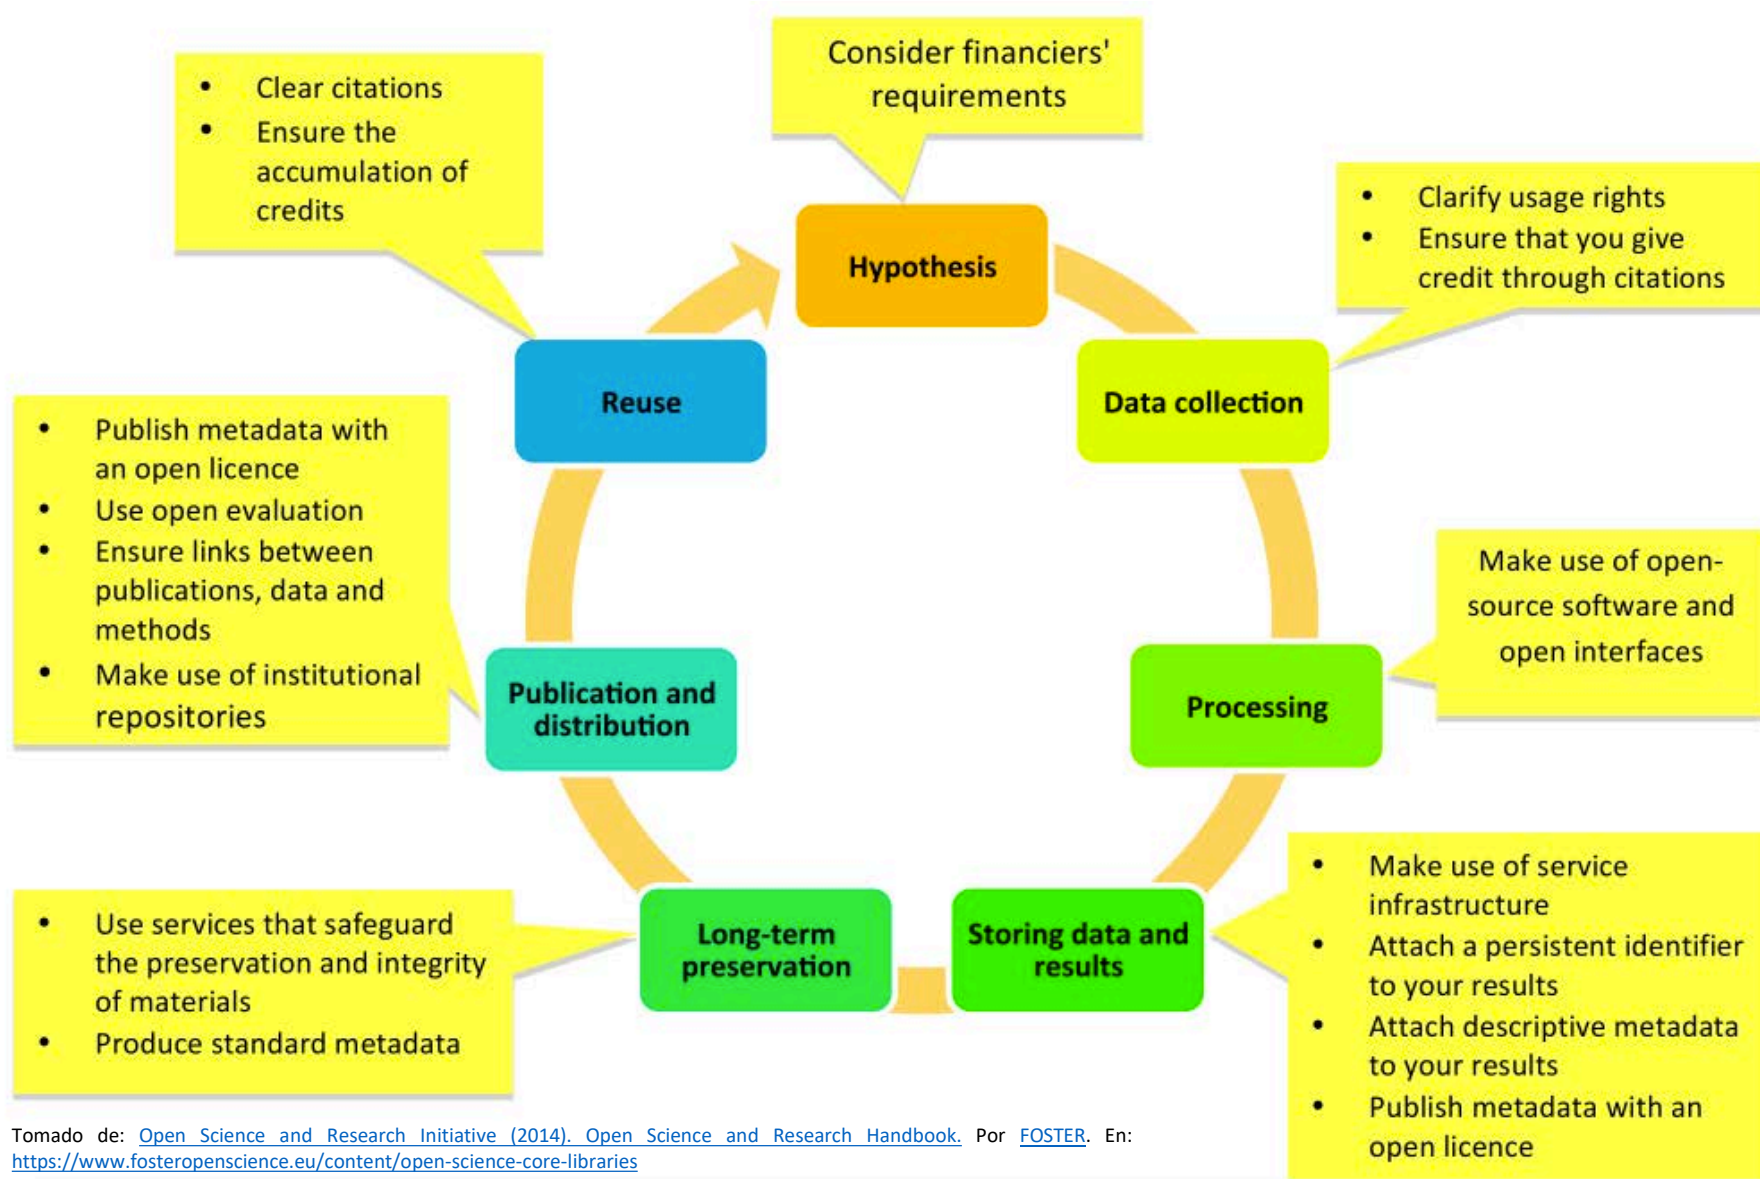 Consider financiers'
requirements
Hypothesis
• Clarify usage rights
• Ensure that you give
credit through citations
Data collection
Make use of open-
source software and
open interfaces
Processing
• Make use of service
infrastructure
• Attach a persistent identifier
to your results
• Attach descriptive metadata
to your results
• Publish metadata with an
open licence
Storing data and
results
• Use services that safeguard
the preservation and integrity
of materials
• Produce standard metadata
Long-term
preservation
• Publish metadata with
an open licence
• Use open evaluation
• Ensure links between
publications, data and
methods
• Make use of institutional
repositories
Publication and
distribution
• Clear citations
• Ensure the
accumulation of
credits
Reuse
Tomado de: Open Science and Research Initiative (2014). Open Science and Research Handbook. Por FOSTER. En:
https://www.fosteropenscience.eu/content/open-science-core-libraries